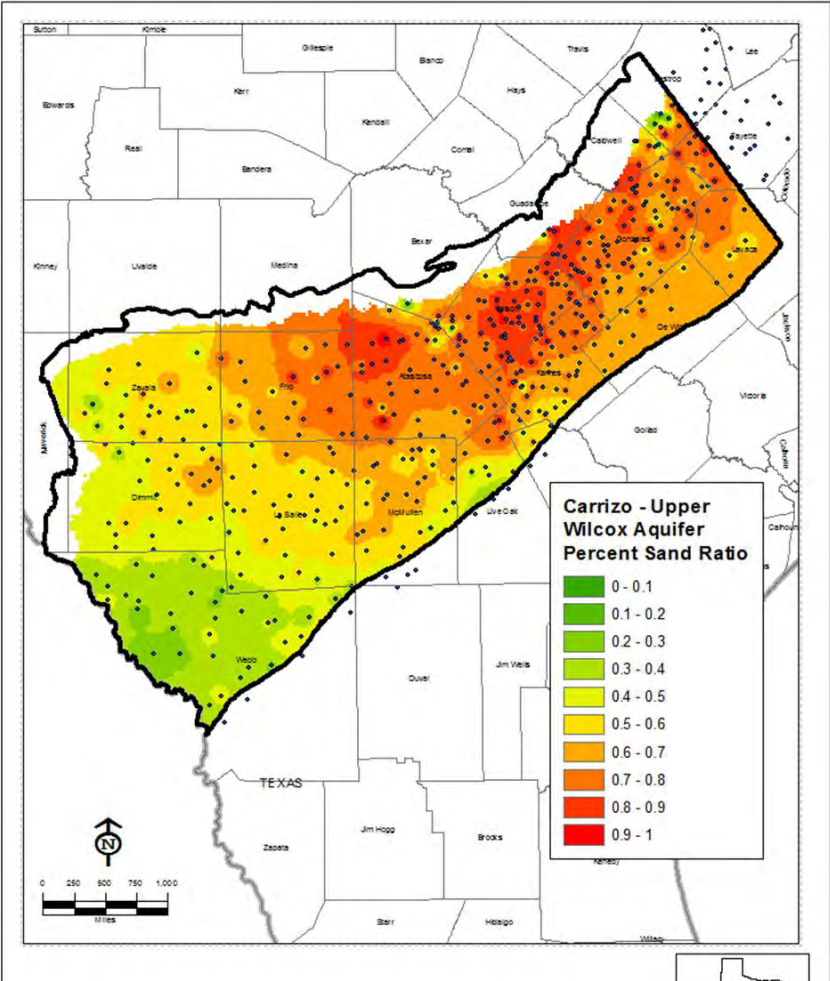 Sutton
Kimble
Gillespie
Blanco
Travis
Lee
Edwards
Kerr
Hays
Kendall
Real
Comal
Caldwell
Fayette
Bandera
Colorado
Guadalupe
Bexar
Gonzales
Lavaca
Kinney
Uvalde
Medina
Jackson
Zavala
Frio
Atascosa
Karnes
Victoria
Goliad
Maverick
Dimmit
La Salle
McMullen
Live Oak
Calhoun
Carrizo - Upper
Wilcox Aquifer
Percent Sand Ratio
0 - 0.1
0.1 - 0.2
0.2 - 0.3
0.3 - 0.4
0.4 - 0.5
0.5 - 0.6
0.6 - 0.7
0.7 - 0.8
0.8 - 0.9
0.9 - 1
Webb
Duval
Jim Wells
TEXAS
Zapata
Jim Hogg
Brooks
Starr
Hidalgo
Willacy
N
0 250 500 750 1,000
Miles